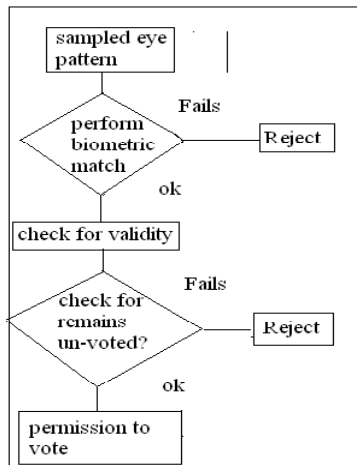 sampled eye
pattern
Fails
perform
biometric
match
Reject
ok
check for validity
Fails
check for
remains
un-voted?
Reject
ok
permission to
vote